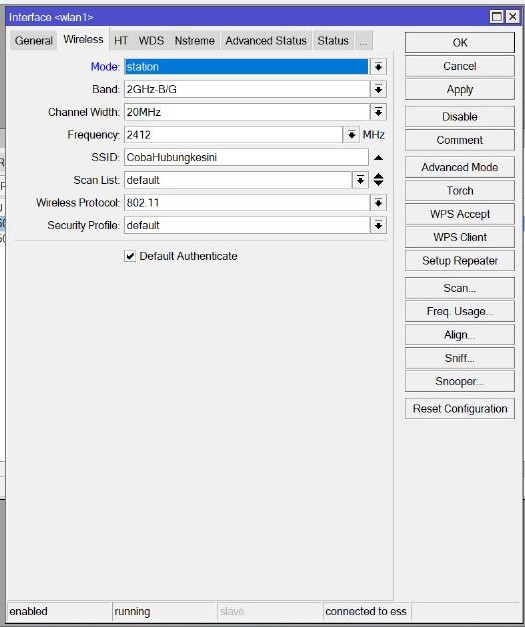 Interface <wlan1>
General Wireless HT WDS Nstreme Advanced Status Status ...
OK
Mode: station
Cancel
Band: 2GHz-B/G
Apply
Channel Width: 20MHz
Disable
Frequency: 2412 MHz
Comment
SSID: CobaHubungkesini
Advanced Mode
Scan List: default
Torch
Wireless Protocol: 802.11
WPS Accept
Security Profile: default
WPS Client
Default Authenticate
Setup Repeater
Scan...
Freq. Usage...
Align...
Sniff...
Snooper...
Reset Configuration
enabled running slave connected to ess